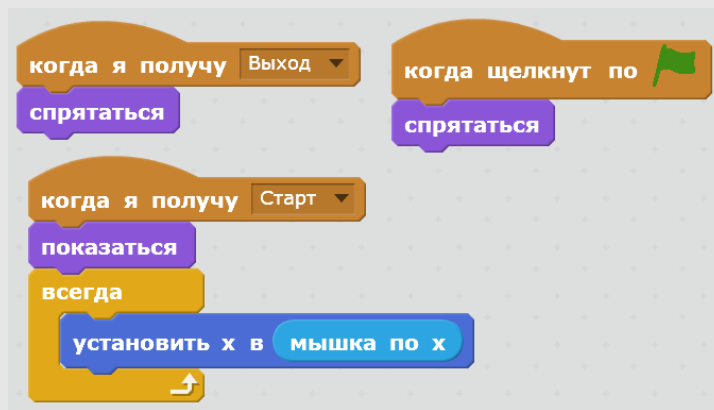 когда я получу Выход
спрятаться
когда щелкнут по
спрятаться
когда я получу Старт
показаться
всегда
установить x в мышка по x